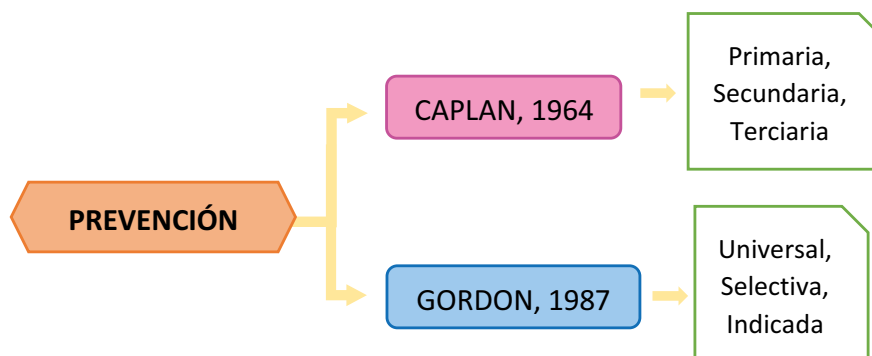 PREVENCIÓN
CAPLAN, 1964
Primaria,
Secundaria,
Terciaria
GORDON, 1987
Universal,
Selectiva,
Indicada